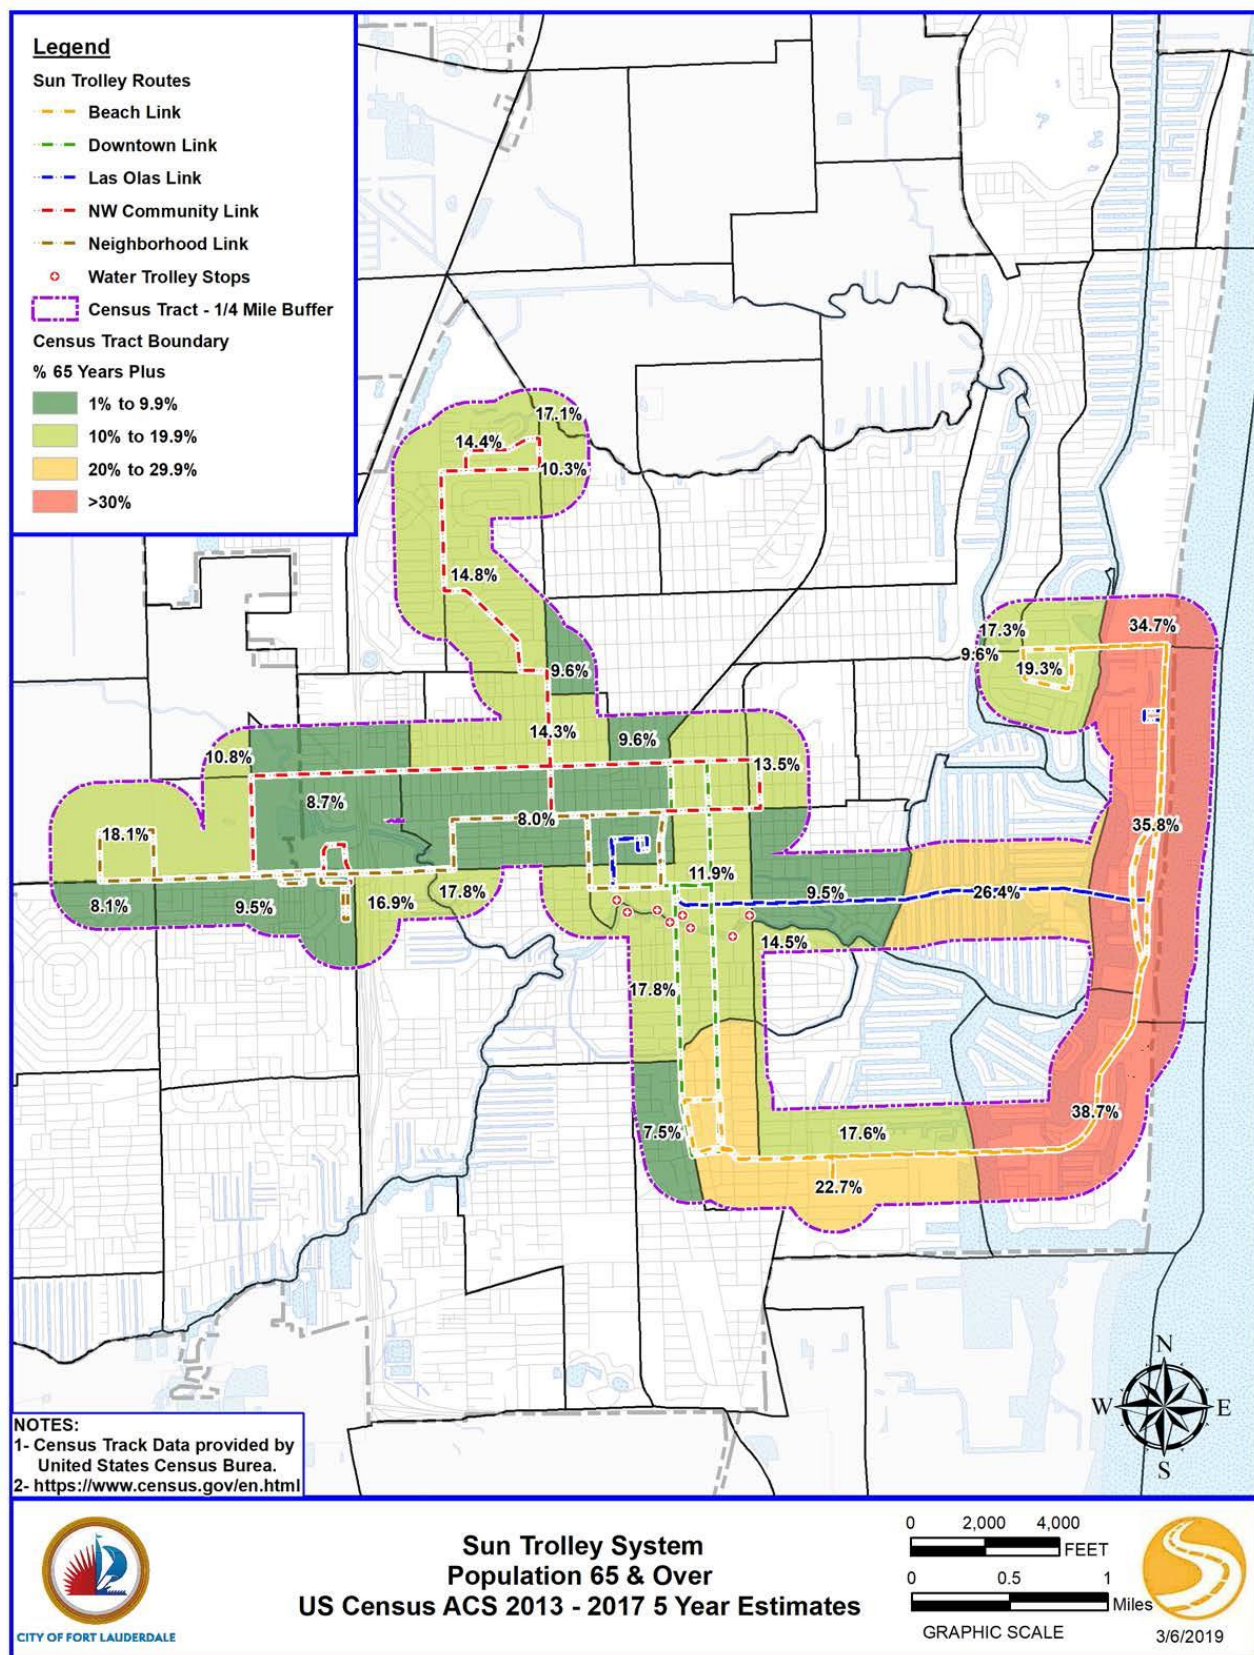 Legend
Sun Trolley Routes
Beach Link
Downtown Link
Las Olas Link
NW Community Link
Neighborhood Link
Water Trolley Stops
Census Tract - 1/4 Mile Buffer
Census Tract Boundary
% 65 Years Plus
1% to 9.9%
10% to 19.9%
20% to 29.9%
>30%
17.1%
14.4%
10.3%
14.8%
9.6%
14.3%
9.6%
17.3%
34.7%
9.6%
19.3%
10.8%
13.5%
8.7%
8.0%
18.1%
35.8%
11.9%
8.1%
9.5%
16.9%
17.8%
9.5%
26.4%
14.5%
17.8%
7.5%
17.6%
38.7%
22.7%
N
W
E
S
NOTES:
1- Census Track Data provided by
United States Census Burea.
2- https://www.census.gov/en.html
CITY OF FORT LAUDERDALE
Sun Trolley System
Population 65 & Over
US Census ACS 2013 - 2017 5 Year Estimates
0 2,000 4,000
FEET
0 0.5 1
Miles
GRAPHIC SCALE
3/6/2019